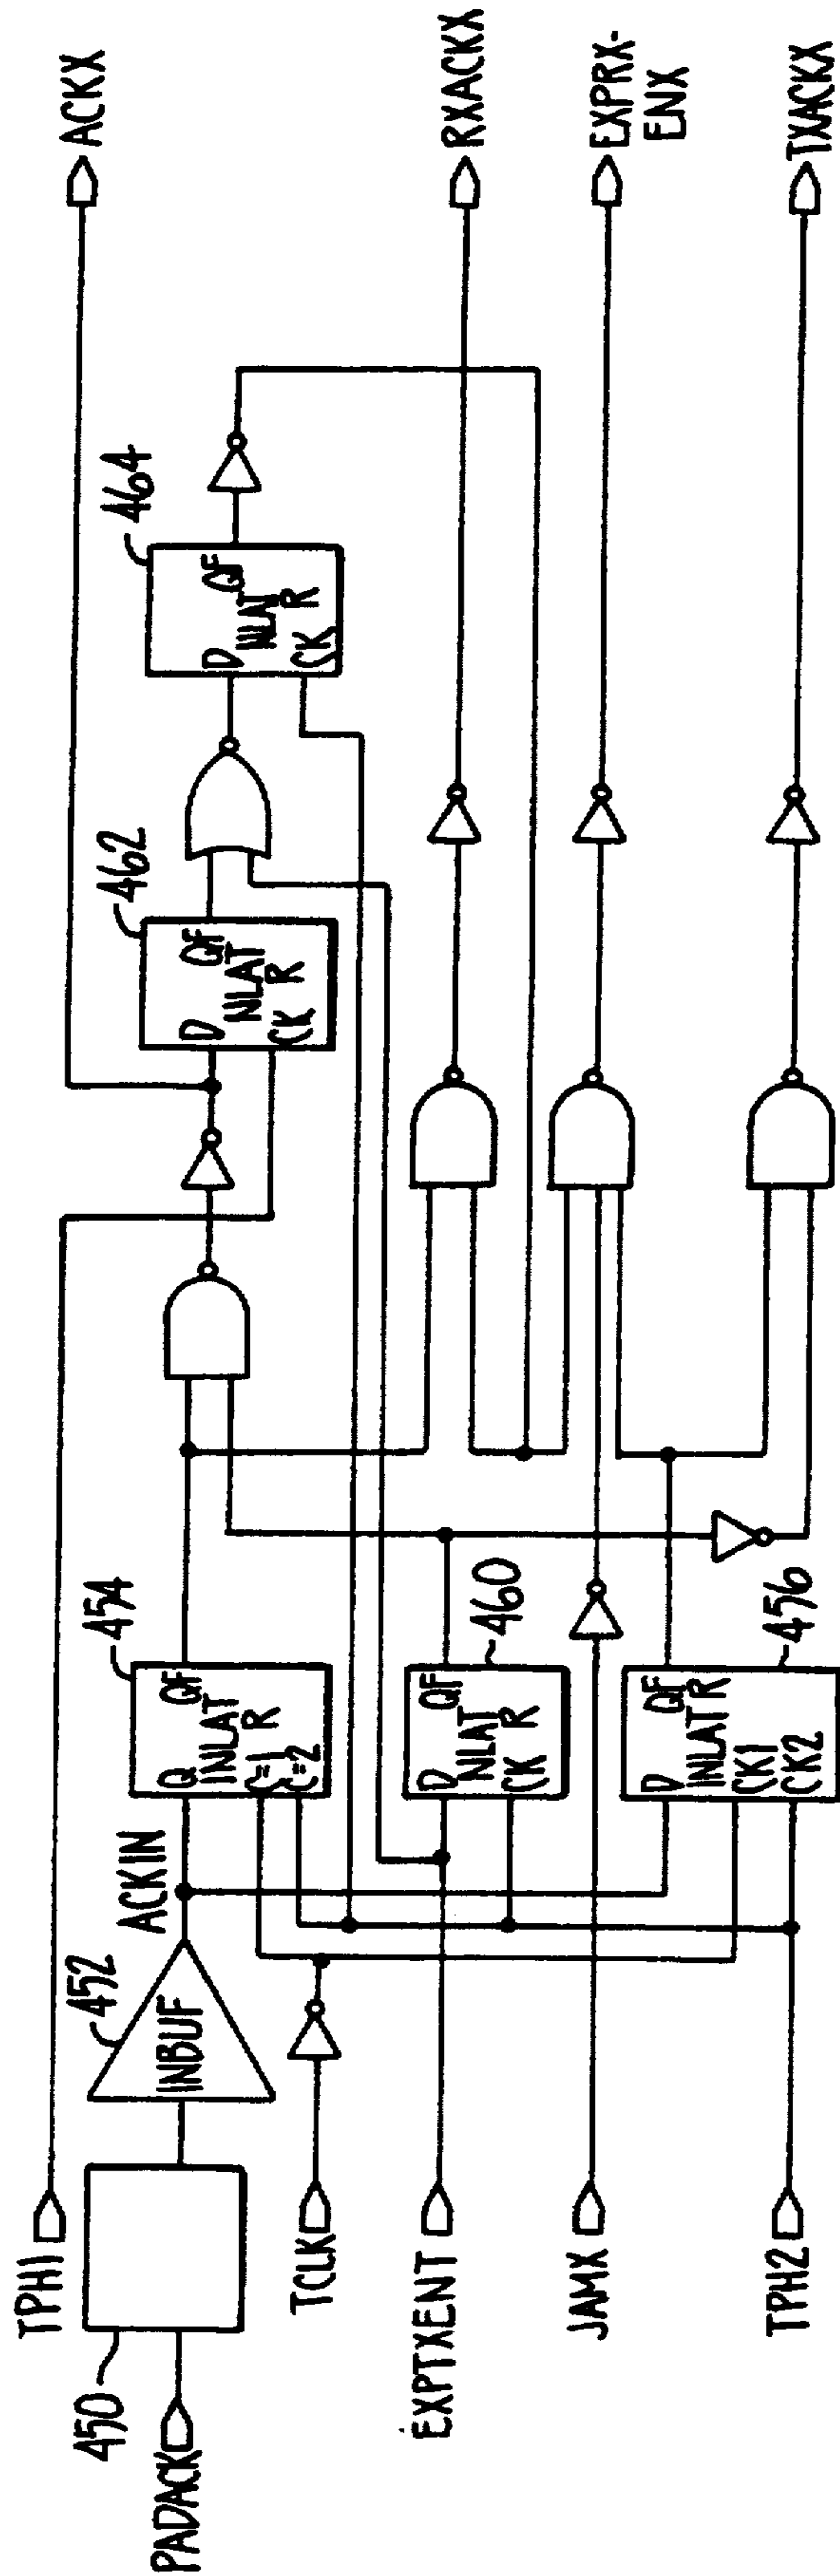 PADACK
450
TPH1
452
INBUF
ACKIN
454
Q QF
INLAT
R
C=1
C=2
TCLK
EXPTXENT
D QF
NLAT
CK R
460
JAMX
TPH2
D QF
INLATR
CK1
CK2
456
462
D QF
NLAT
R
CK
464
D QF
NLAT
R
CK
ACKX
RXACKX
EXPRX-
ENX
TXACKX